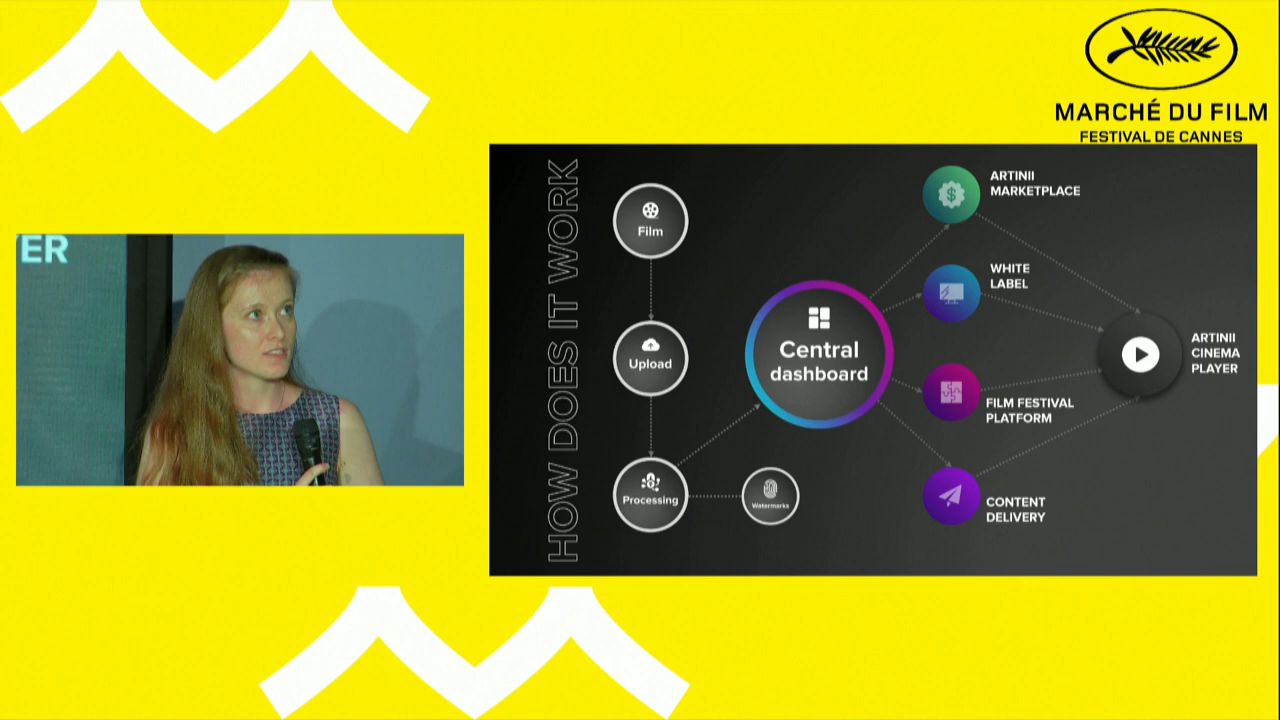 MARCHÉ DU FILM
FESTIVAL DE CANNES
ER
HOW DOES IT WORK
Film
Upload
Processing
Watermarks
Central
dashboard
ARTINII
MARKETPLACE
WHITE
LABEL
FILM FESTIVAL
PLATFORM
CONTENT
DELIVERY
ARTINII
CINEMA
PLAYER